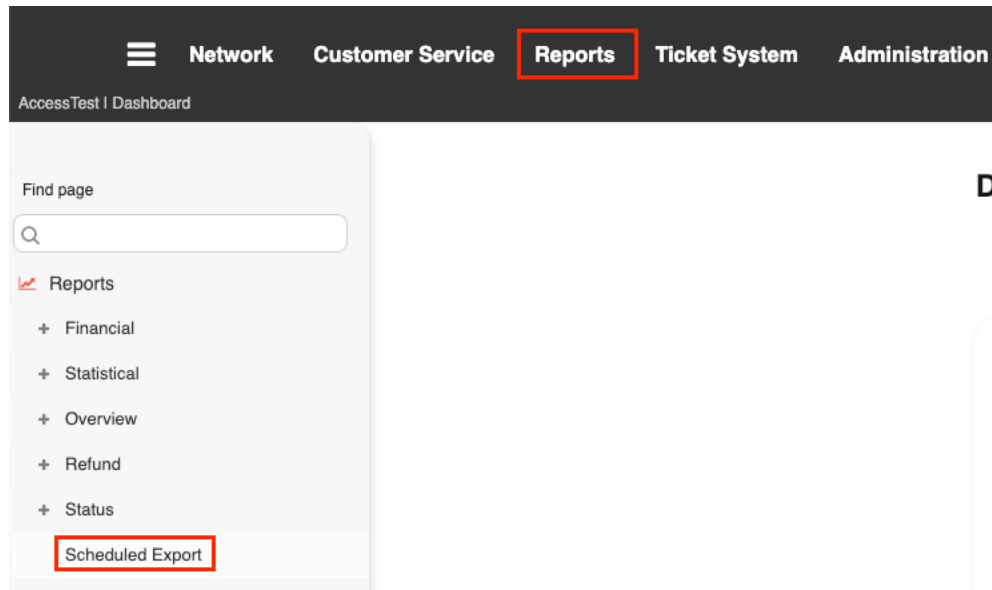 Network Customer Service Reports Ticket System Administration
AccessTest | Dashboard
Find page
D
Reports
+ Financial
+ Statistical
+ Overview
+ Refund
+ Status
Scheduled Export